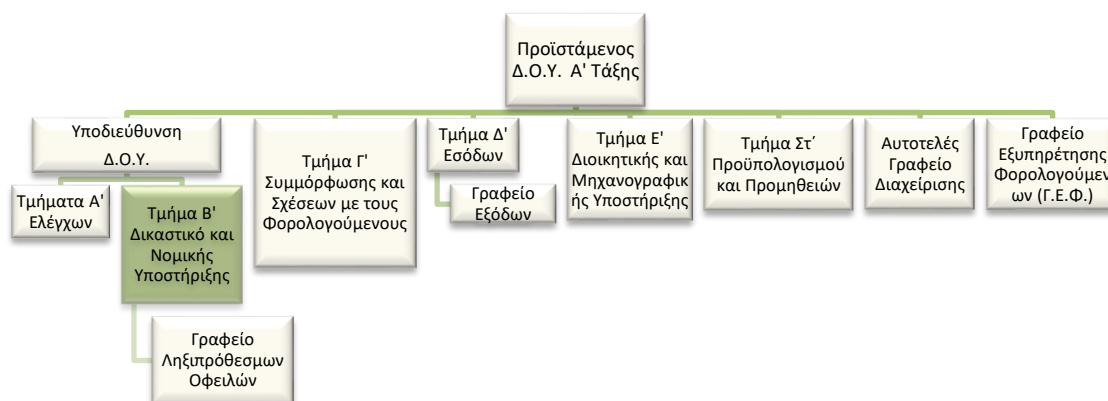 Προϊστάμενος
Δ.Ο.Υ. Α' Τάξης
Υποδιεύθυνση
Δ.Ο.Υ.
Τμήματα Α'
Ελέγχων
Τμήμα Β'
Δικαστικό και
Νομικής
Υποστήριξης
Γραφείο
Ληξιπρόθεσμων
Οφειλών
Τμήμα Γ'
Συμμόρφωσης και
Σχέσεων με τους
Φορολογούμενους
Τμήμα Δ'
Εσόδων
Γραφείο
Εξόδων
Τμήμα Ε'
Διοικητικής και
Μηχανογραφικ
ής Υποστήριξης
Τμήμα Στ΄
Προϋπολογισμού
και Προμηθειών
Αυτοτελές
Γραφείο
Διαχείρισης
Γραφείο
Εξυπηρέτησης
Φορολογούμεν
ων (Γ.Ε.Φ.)